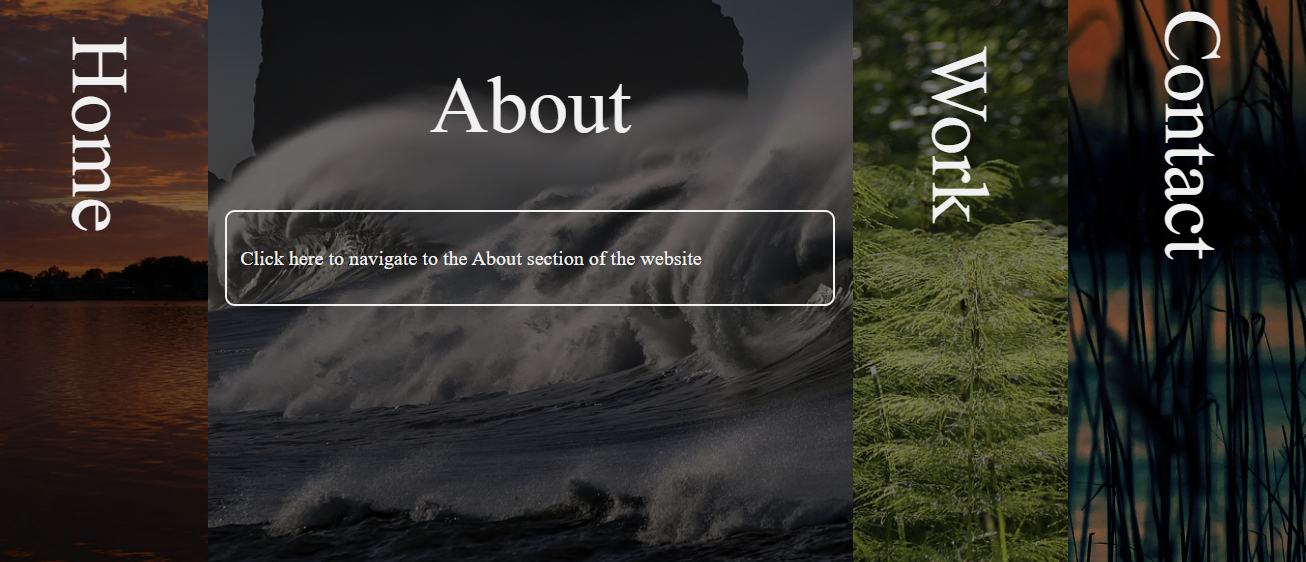 Home
About
Click here to navigate to the About section of the website
Work
Contact